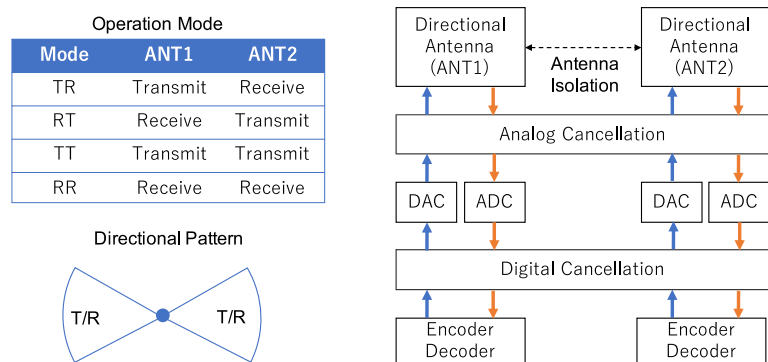 Operation Mode
Mode ANT1 ANT2
TR Transmit Receive
RT Receive Transmit
TT Transmit Transmit
RR Receive Receive
Directional Pattern
T/R T/R
Directional
Antenna
(ANT1)
Antenna
Isolation
Directional
Antenna
(ANT2)
Analog Cancellation
DAC ADC DAC ADC
Digital Cancellation
Encoder
Decoder
Encoder
Decoder